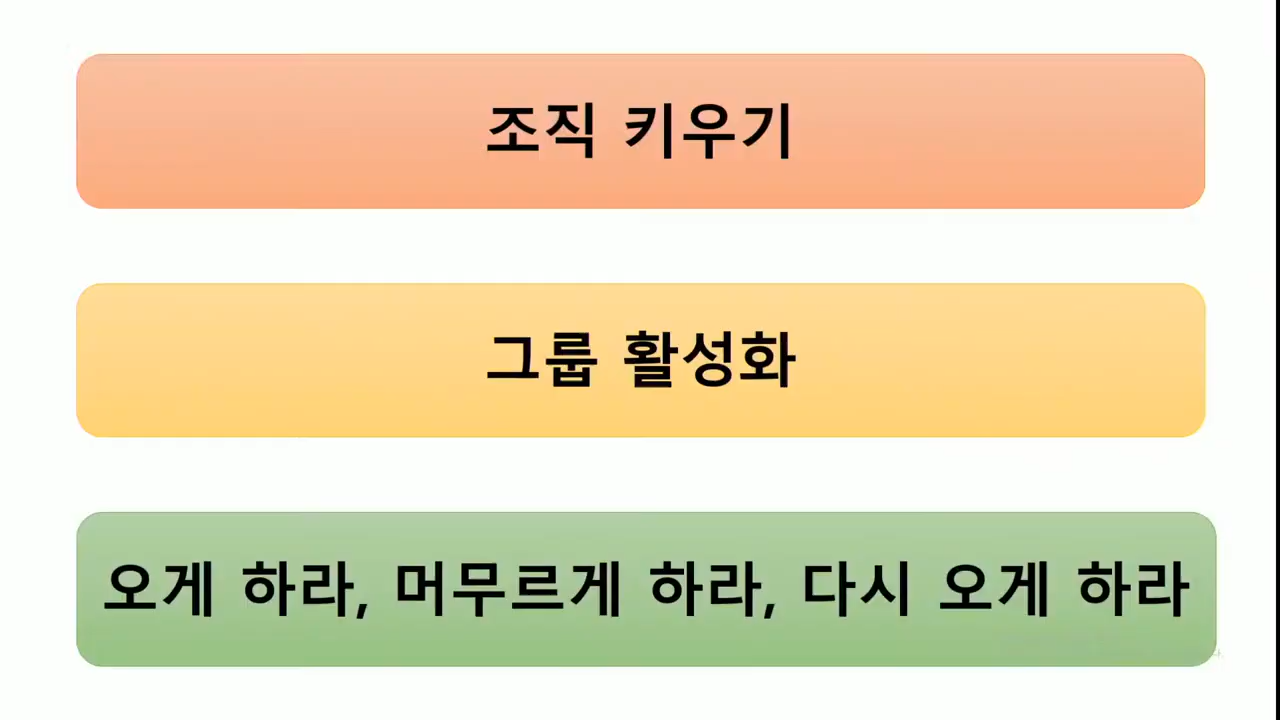 조직 키우기
그룹 활성화
오게 하라, 머무르게 하라, 다시 오게 하라